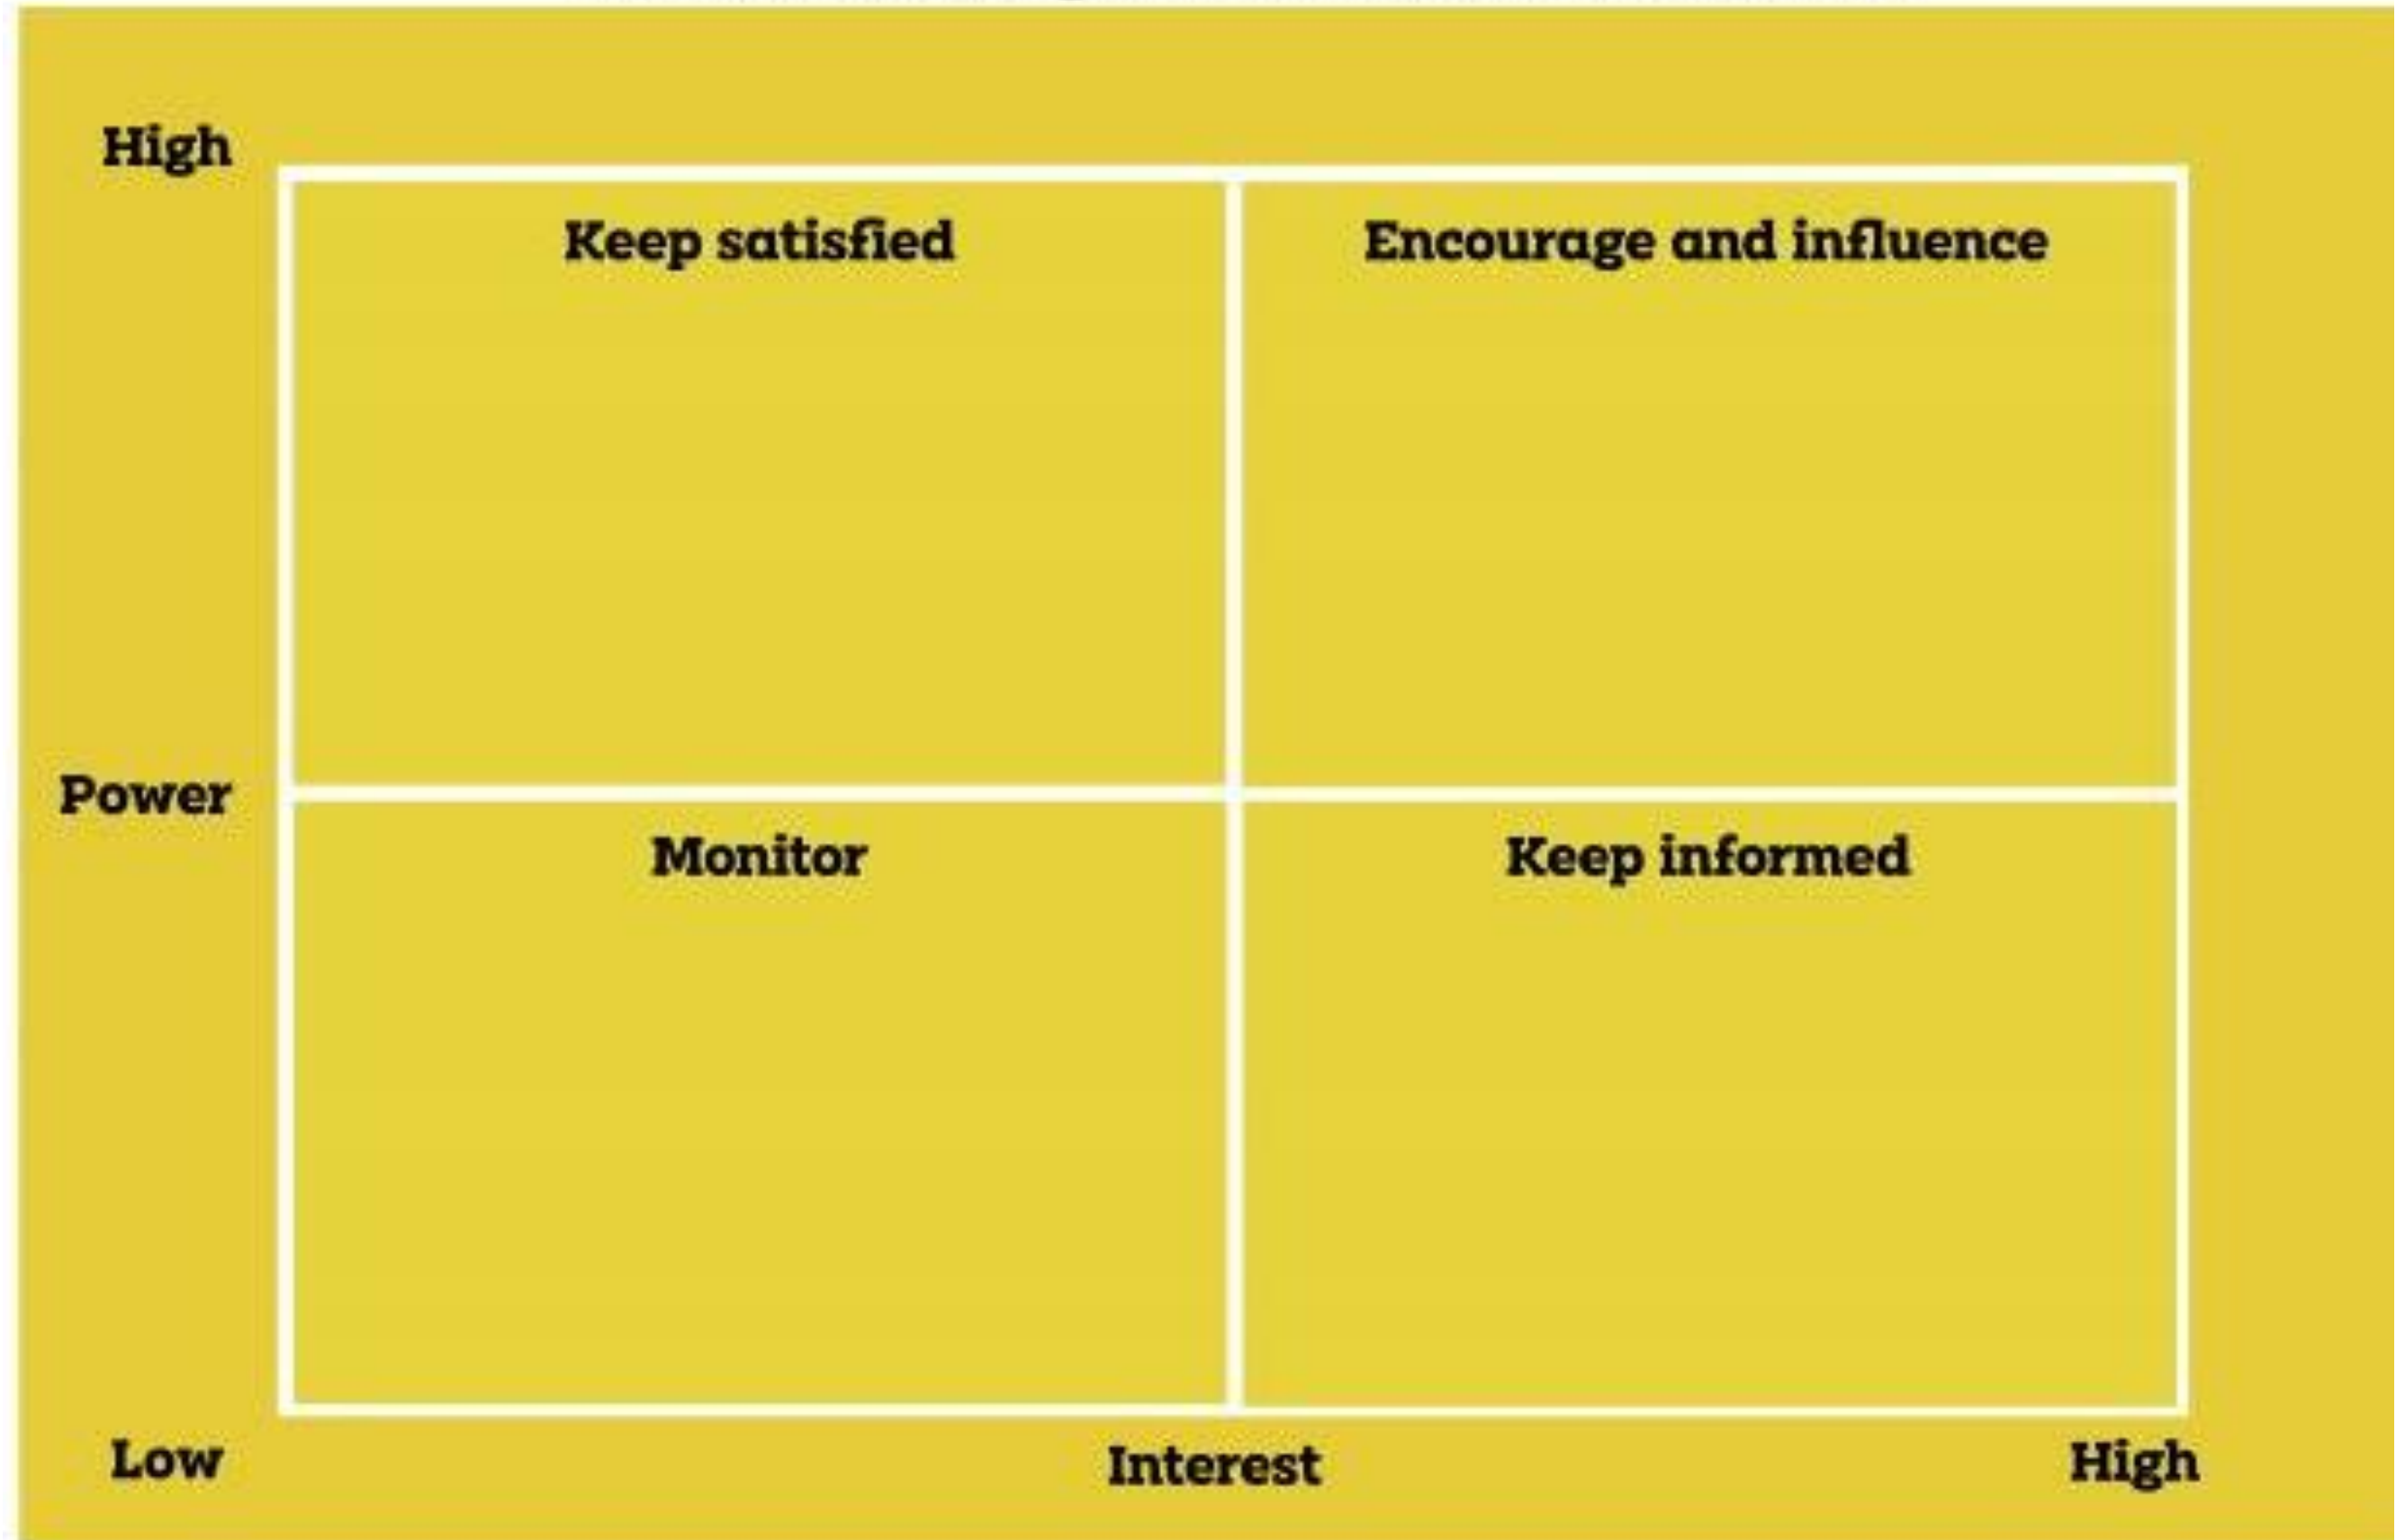 High
Keep satisfied
Encourage and influence
Power
Monitor
Keep informed
Low
Interest
High